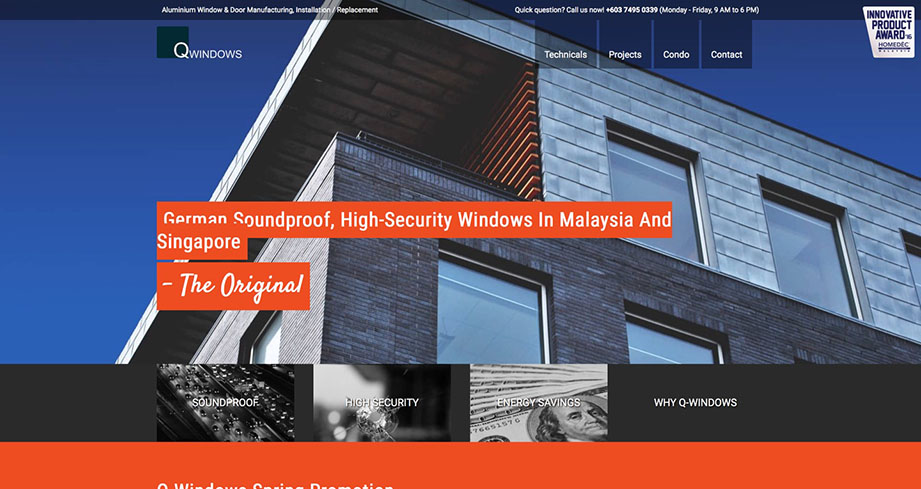 Aluminium Window & Door Manufacturing, Installation / Replacement
Quick question? Call us now! +603 7495 0339 (Monday - Friday, 9 AM to 6 PM)
INNOVATIVE
PRODUCT
AWARD '16
HOMEDEC
MALAYSIA
QWINDOWS
Technicals
Projects
Condo
Contact
German Soundproof, High-Security Windows In Malaysia And
Singapore
- The Original
SOUNDPROOF
HIGH SECURITY
ENERGY SAVINGS
WHY Q-WINDOWS
Q Windows Spring Promotion